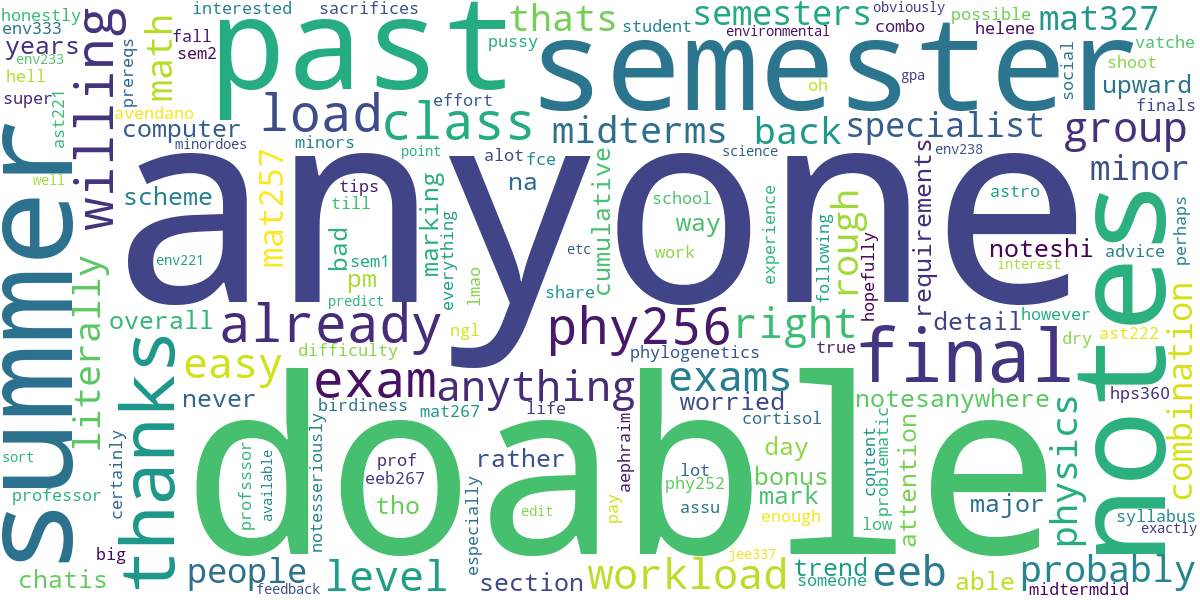 honestly
interested
sacrifices
past
thats
semesters
student
obviously
combo
possible
helene
mat327
env333
years
env233
hell
super
fall
sem2
math
prereqs
willing
ast221
pussy
environmental
semester
oh
gpa
social
vatche
shoot
upward
finals
avendano
computer
minordoes
load
minors
effort
class
midterms
back
specialist
group
summer
well
scheme
mat257
tips
till
point
alot
fce
na
science
school
way
work
requirements
env238
astro
minor
anyone
env221
bad
sem1
pm
marking
everything
lmao
cumulative
experience
following
rough
hopefully
noteshi
interest
advice
perhaps
notes
literally
overall
already
predict
etc
share
ngl
phy256
right
true
detail
however
dry
ast222
combination
easy
difficulty
phylogenetics
final
thanks
never
exam
anything
exams
worried
notesanywhere
hps360
birdiness
mat267
life
cortisol
doable
sort
professor
certainly
profsssor
available
notesseriously
prof
eeb267
tho
rather
especially
edit
aephraim
pay
lot
phy252
assu
day
bonus
mark
enough
content
problematic
low
attention
major
physics
syllabus
exactly
big
chatis
people
feedback
level
section
workload
jee337
trend
someone
eeb
able
probably
midtermdid